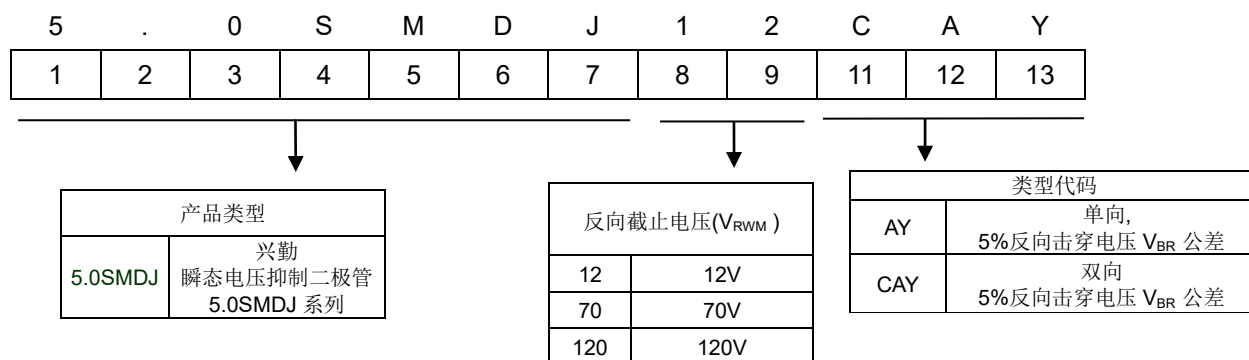 5 . 0 S M D J 1 2 C A Y
1 2 3 4 5 6 7 8 9 11 12 13
产品类型
5.0SMDJ
兴勤
瞬态电压抑制二极管
5.0SMDJ 系列
反向截止电压(VRWM )
12 12V
70 70V
120 120V
类型代码
AY
单向,
5%反向击穿电压 VBR 公差
CAY
双向
5%反向击穿电压 VBR 公差